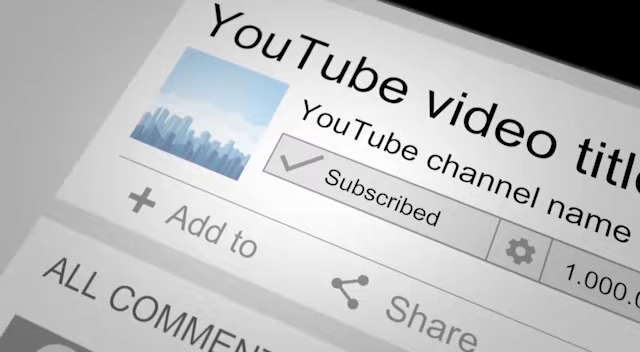 YouTube video title
YouTube channel name
Subscribed
1.000.0
Add to
Share
ALL COMMENT